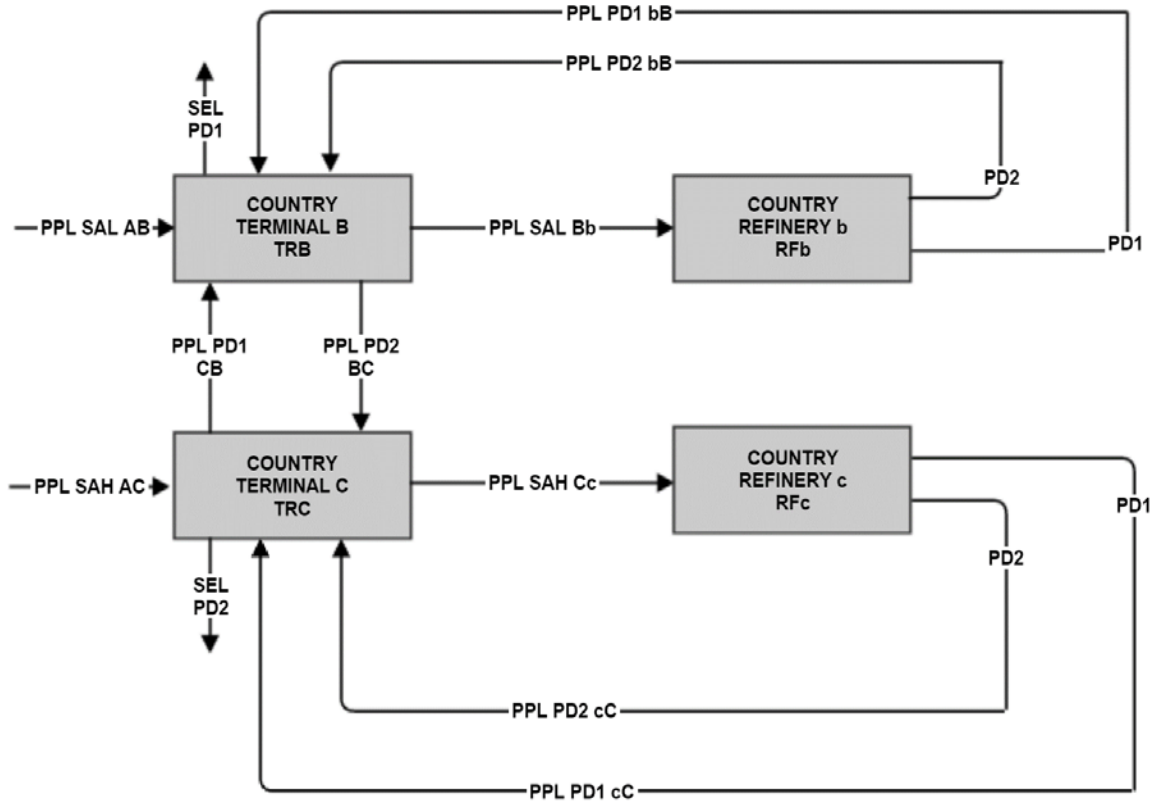 PPL PD1 bB
PPL PD2 bB
SEL
PD1
COUNTRY
TERMINAL B
TRB
COUNTRY
REFINERY b
RFb
PD2
PPL SAL AB
PPL SAL Bb
PD1
PPL PD1
CB
PPL PD2
BC
COUNTRY
TERMINAL C
TRC
COUNTRY
REFINERY c
RFc
PPL SAH AC
PPL SAH Cc
PD1
PD2
SEL
PD2
PPL PD2 cC
PPL PD1 cC